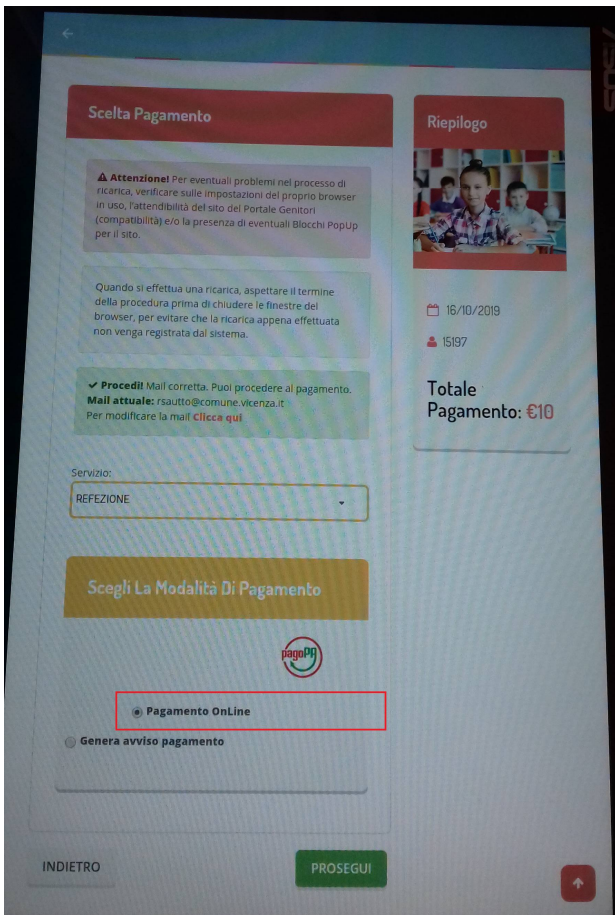 Scelta Pagamento
Attenzione! Per eventuali problemi nel processo di
ricarica, verificare sulle impostazioni del proprio browser
in uso, l'attendibilità del sito del Portale Genitori
(compatibilità) e/o la presenza di eventuali Blocchi PopUp
per il sito.
Quando si effettua una ricarica, aspettare il termine
della procedura prima di chiudere le finestre del
browser, per evitare che la ricarica appena effettuata
non venga registrata dal sistema.
Procedi! Mail corretta. Puoi procedere al pagamento.
Mail attuale: rsautto@comune.vicenza.it
Per modificare la mail Clicca qui
Servizio:
REFEZIONE
Scegli La Modalità Di Pagamento
pagoPA
Pagamento OnLine
Genera avviso pagamento
INDIETRO
PROSEGUI
Riepilogo
16/10/2019
15197
Totale
Pagamento: €10
ASUS